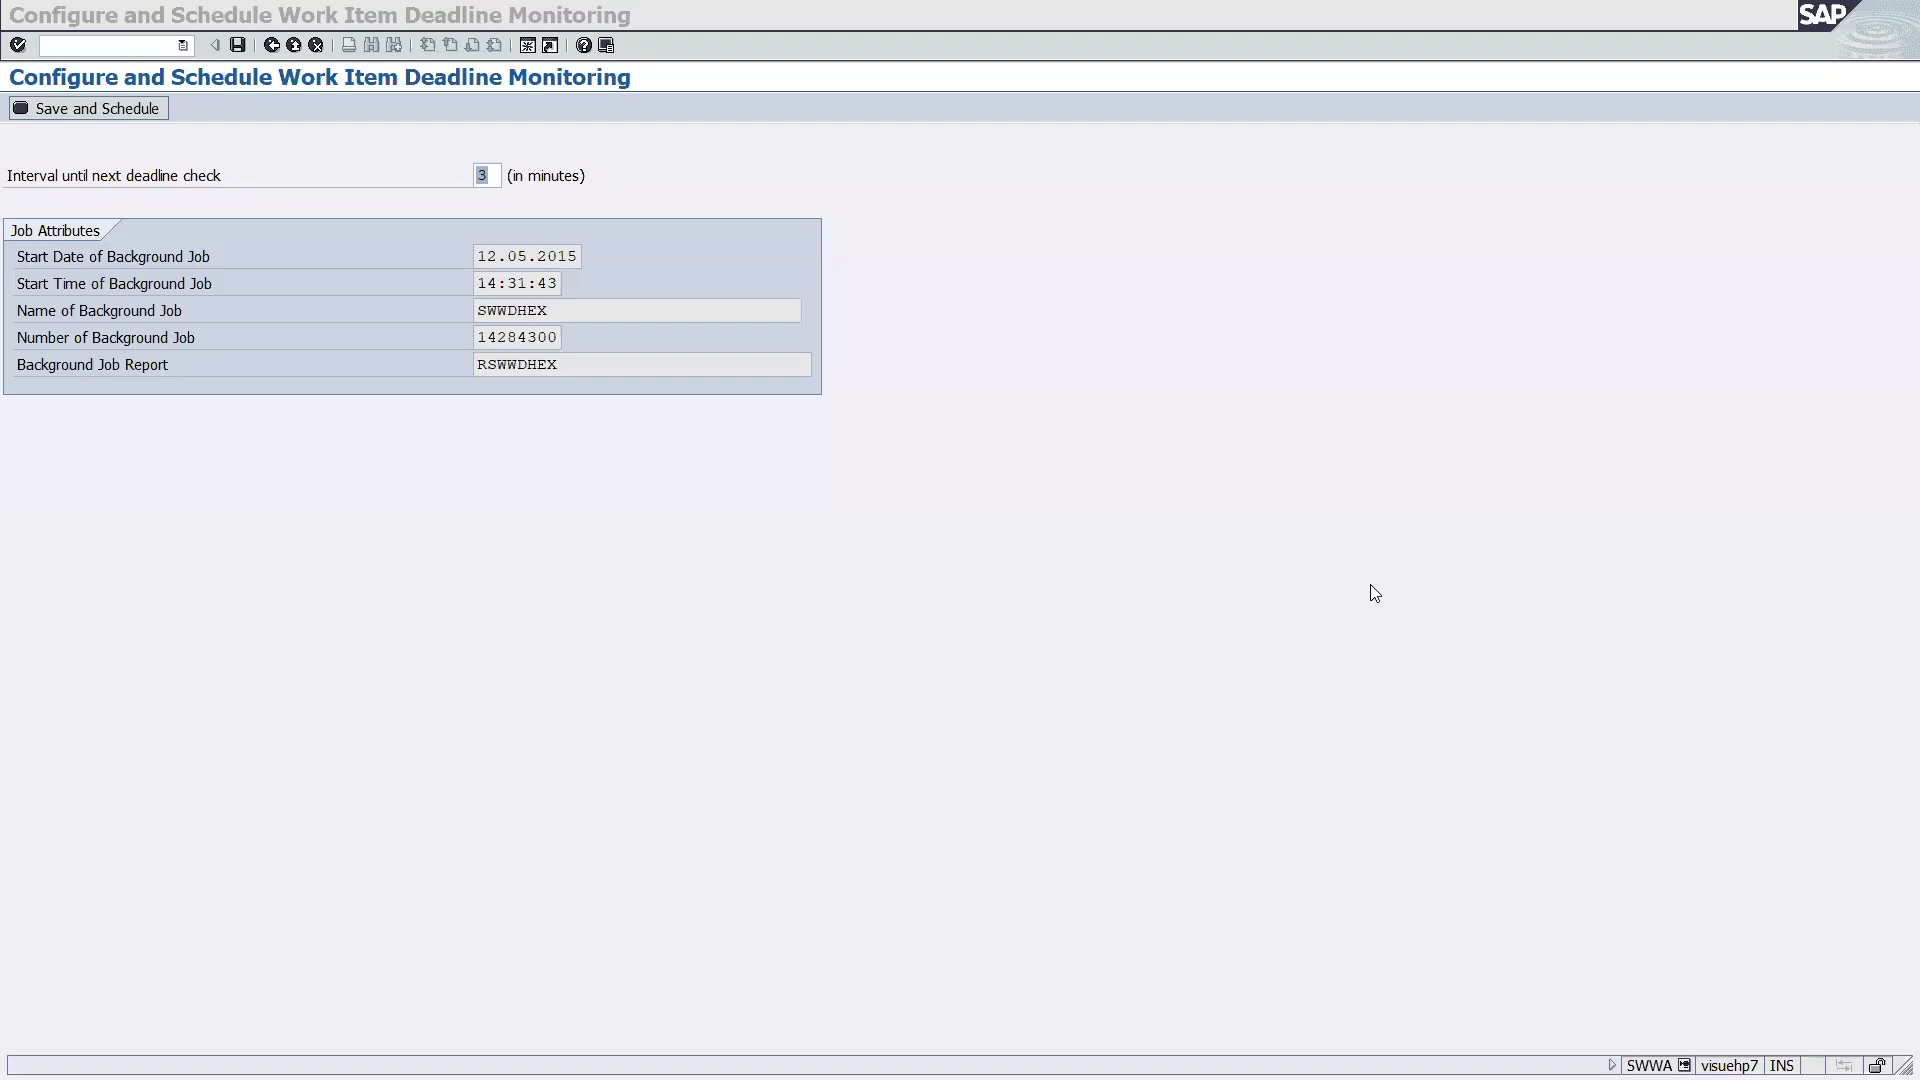 Configure and Schedule Work Item Deadline Monitoring
SAP
Configure and Schedule Work Item Deadline Monitoring
Save and Schedule
Interval until next deadline check 3 (in minutes)
Job Attributes
Start Date of Background Job 12.05.2015
Start Time of Background Job 14:31:43
Name of Background Job SWWDHEX
Number of Background Job 14284300
Background Job Report RSWWDHEX
SWWA visuehp7 INS